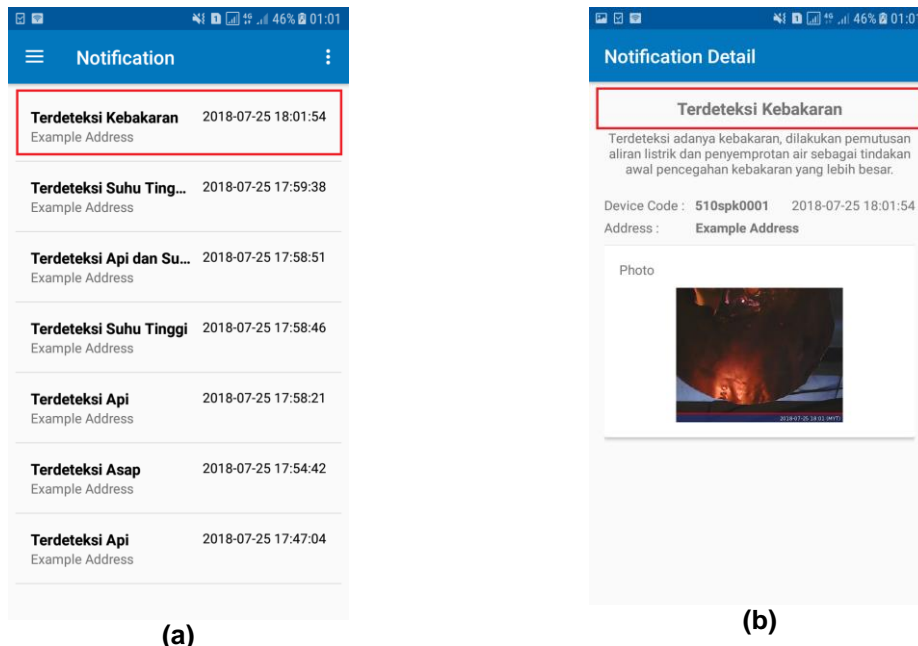 46% 01:01
Notification
Terdeteksi Kebakaran 2018-07-25 18:01:54
Example Address
Terdeteksi Suhu Ting... 2018-07-25 17:59:38
Example Address
Terdeteksi Api dan Su... 2018-07-25 17:58:51
Example Address
Terdeteksi Suhu Tinggi 2018-07-25 17:58:46
Example Address
Terdeteksi Api 2018-07-25 17:58:21
Example Address
Terdeteksi Asap 2018-07-25 17:54:42
Example Address
Terdeteksi Api 2018-07-25 17:47:04
Example Address
(a)
46% 01:01
Notification Detail
Terdeteksi Kebakaran
Terdeteksi adanya kebakaran, dilakukan pemutusan
aliran listrik dan penyemprotan air sebagai tindakan
awal pencegahan kebakaran yang lebih besar.
Device Code : 510spk0001 2018-07-25 18:01:54
Address : Example Address
Photo
2018-07-25 18:01 (MYT)
(b)